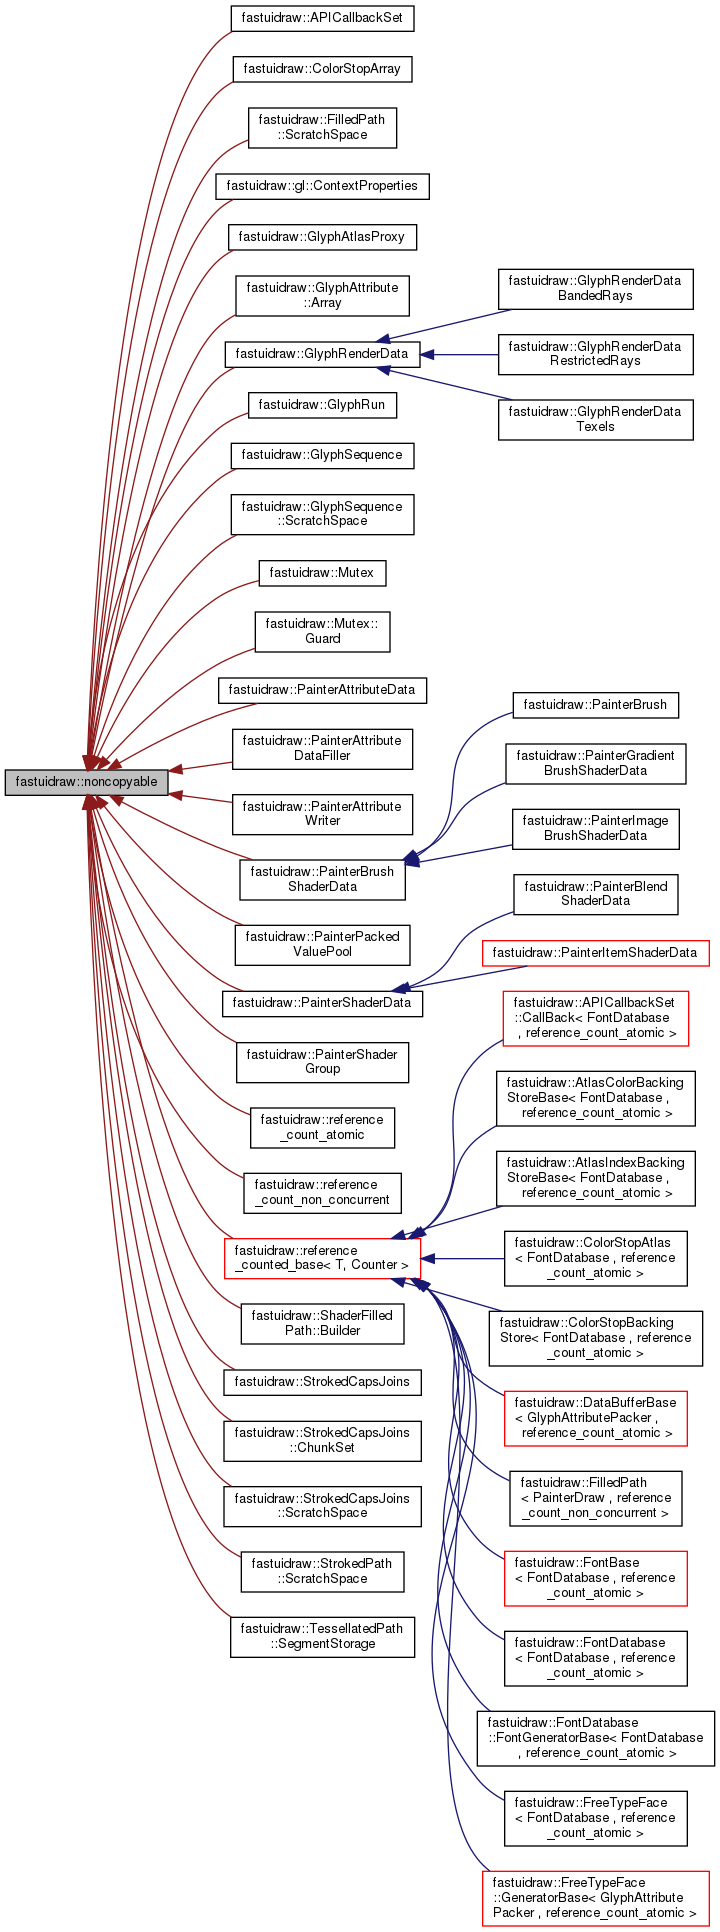 fastuidraw::APICallbackSet
fastuidraw::ColorStopArray
fastuidraw::FilledPath
::ScratchSpace
fastuidraw::gl::ContextProperties
fastuidraw::GlyphAtlasProxy
fastuidraw::GlyphAttribute
::Array
fastuidraw::GlyphRenderData
fastuidraw::GlyphRun
fastuidraw::GlyphSequence
fastuidraw::GlyphSequence
::ScratchSpace
fastuidraw::Mutex
fastuidraw::Mutex::
Guard
fastuidraw::PainterAttributeData
fastuidraw::PainterAttribute
DataFiller
fastuidraw::noncopyable
fastuidraw::PainterAttribute
Writer
fastuidraw::PainterBrush
ShaderData
fastuidraw::PainterPacked
ValuePool
fastuidraw::PainterShaderData
fastuidraw::PainterShader
Group
fastuidraw::reference
_count_atomic
fastuidraw::reference
_count_non_concurrent
fastuidraw::reference
_counted_base< T, Counter >
fastuidraw::ShaderFilled
Path::Builder
fastuidraw::StrokedCapsJoins
fastuidraw::StrokedCapsJoins
::ChunkSet
fastuidraw::StrokedCapsJoins
::ScratchSpace
fastuidraw::StrokedPath
::ScratchSpace
fastuidraw::TessellatedPath
::SegmentStorage
fastuidraw::GlyphRenderData
BandedRays
fastuidraw::GlyphRenderData
RestrictedRays
fastuidraw::GlyphRenderData
Texels
fastuidraw::PainterBrush
fastuidraw::PainterGradient
BrushShaderData
fastuidraw::PainterImage
BrushShaderData
fastuidraw::PainterBlend
ShaderData
fastuidraw::PainterItemShaderData
fastuidraw::APICallbackSet
::CallBack< FontDatabase
, reference_count_atomic >
fastuidraw::AtlasColorBacking
StoreBase< FontDatabase ,
reference_count_atomic >
fastuidraw::AtlasIndexBacking
StoreBase< FontDatabase ,
reference_count_atomic >
fastuidraw::ColorStopAtlas
< FontDatabase , reference
_count_atomic >
fastuidraw::ColorStopBacking
Store< FontDatabase , reference
_count_atomic >
fastuidraw::DataBufferBase
< GlyphAttributePacker ,
reference_count_atomic >
fastuidraw::FilledPath
< PainterDraw , reference
_count_non_concurrent >
fastuidraw::FontBase
< FontDatabase , reference
_count_atomic >
fastuidraw::FontDatabase
< FontDatabase , reference
_count_atomic >
fastuidraw::FontDatabase
::FontGeneratorBase< FontDatabase
, reference_count_atomic >
fastuidraw::FreeTypeFace
< FontDatabase , reference
_count_atomic >
fastuidraw::FreeTypeFace
::GeneratorBase< GlyphAttribute
Packer , reference_count_atomic >